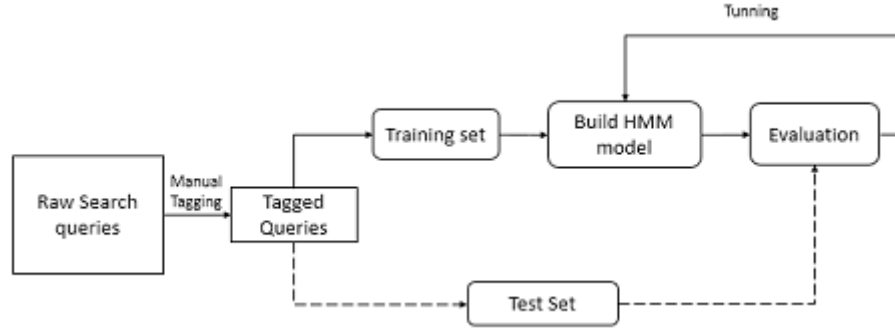 Tunning
Training set
Build HMM
model
Evaluation
Raw Search
queries
Manual
Tagging
Tagged
Queries
Test Set